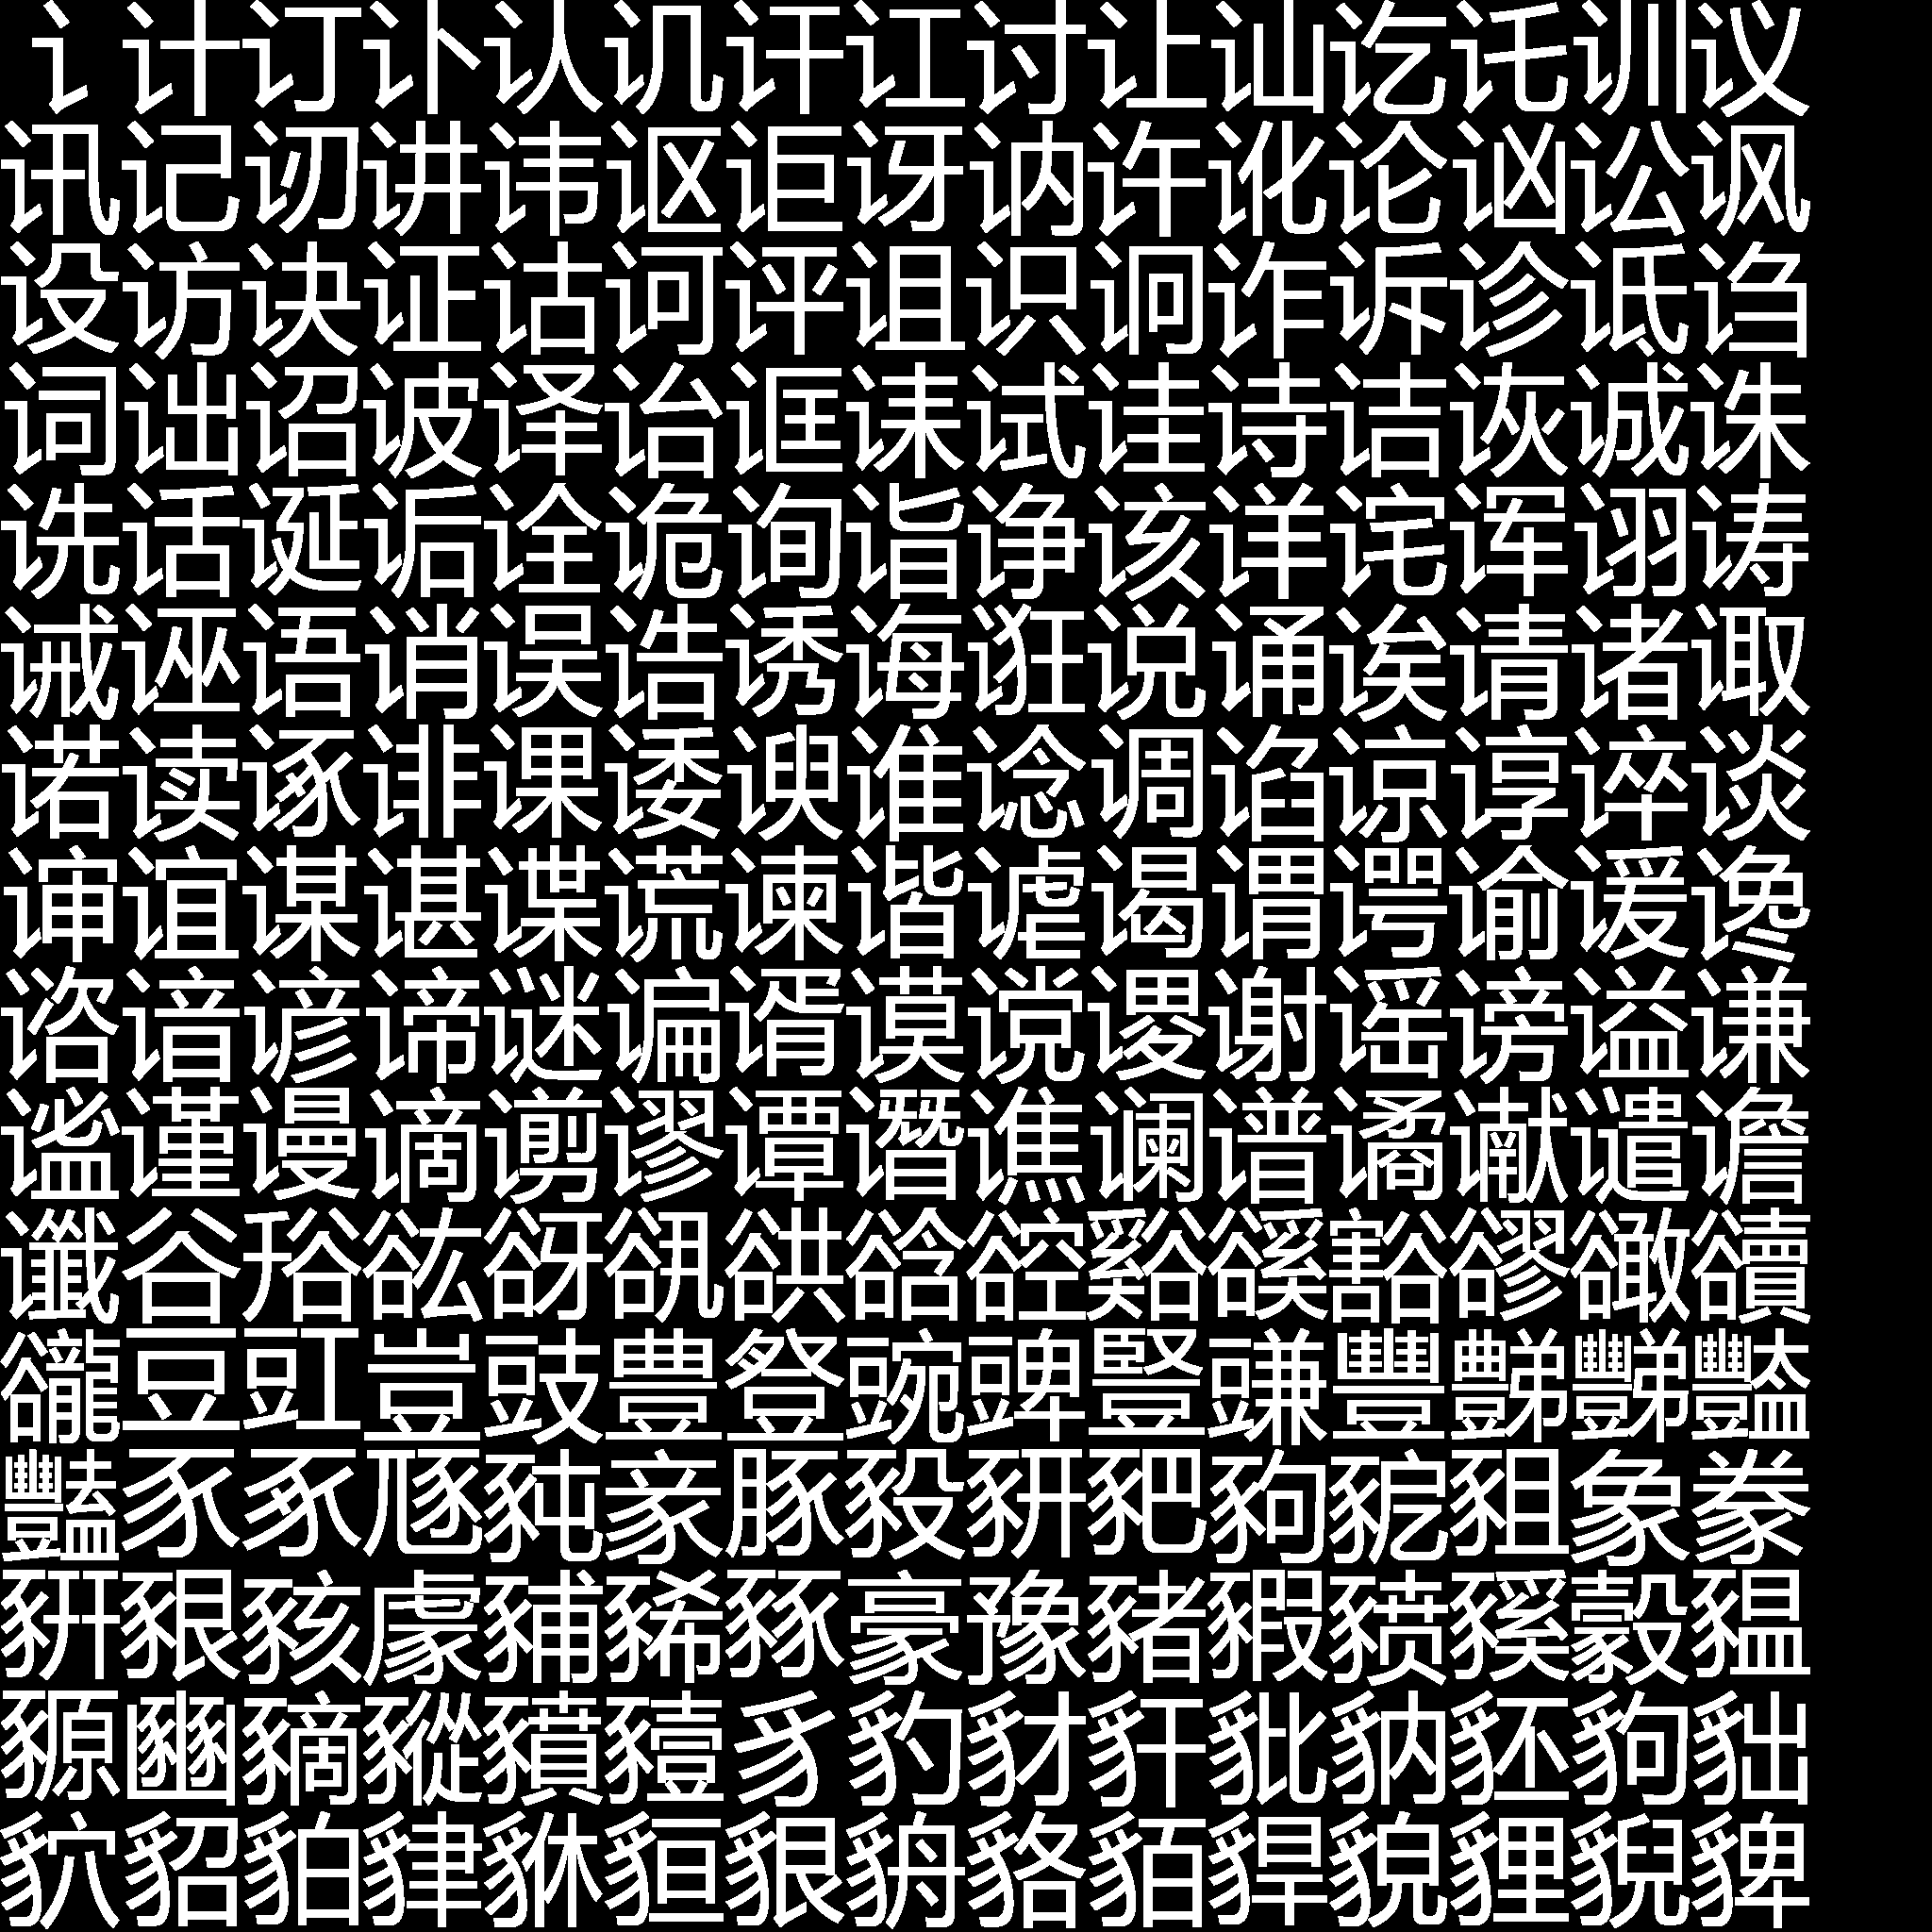 讠计订讣认讥讦讧讨让讪讫讬训议
讯记讱讲讳讴讵讶讷许讹论讻讼讽
设访诀证诂诃评诅识诇诈诉诊诋诌
词诎诏诐译诒诓诔试诖诗诘诙诚诛
诜话诞诟诠诡询诣诤该详诧诨诩诪
诫诬语诮误诰诱诲诳说诵诶请诸诹
诺读诼诽课诿谀谁谂调谄谅谆谇谈
谉谊谋谌谍谎谏谐谑谒谓谔谕谖谗
谘谙谚谛谜谝谞谟谠谡谢谣谤谥谦
谧谨谩谪谫谬谭谮谯谰谱谲谳谴谵
谶谷谸谹谺谻谼谽谾谿豀豁豂豃豄
豅豆豇豈豉豊豋豌豍豎豏豐豑豒豓
豔豕豖豗豘豙豚豛豜豝豞豟豠象豢
豣豤豥豦豧豨豩豪豫豬豭豮豯豰豱
豲豳豴豵豶豷豸豹豺豻豼豽豾豿貀
貁貂貃貄貅貆貇貈貉貊貋貌貍貎貏